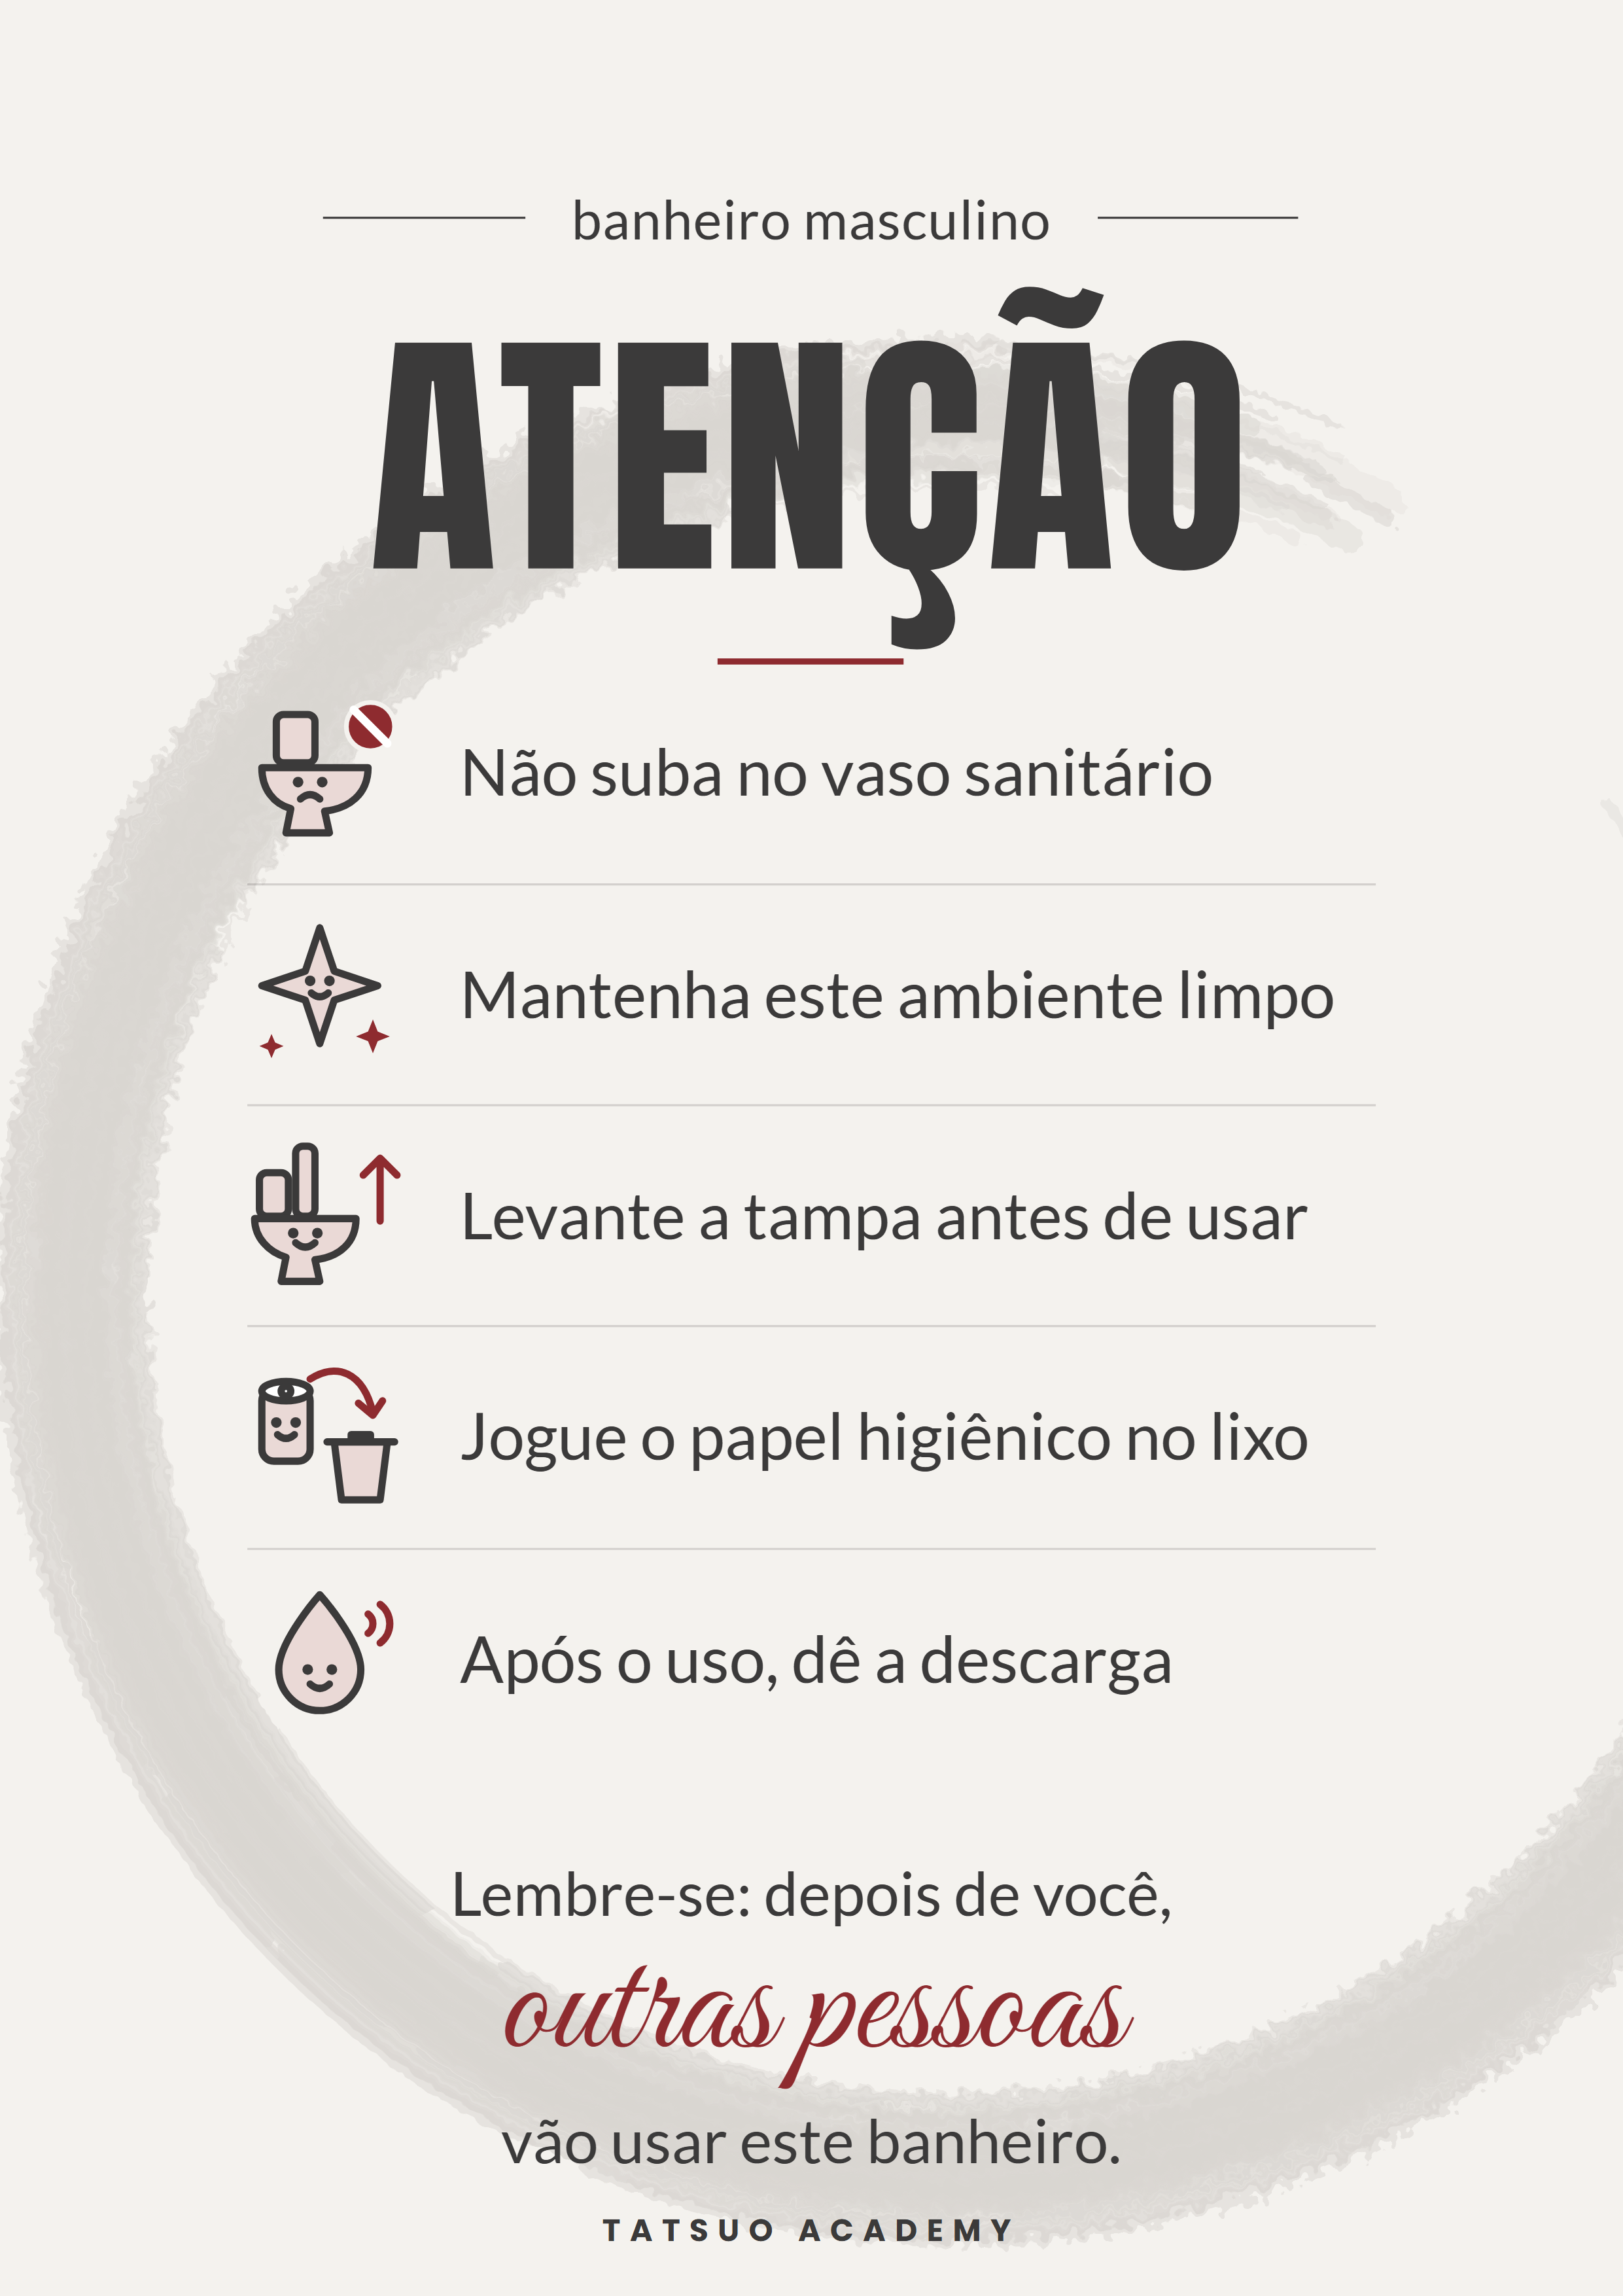 banheiro masculino
ATENÇÃO
Não suba no vaso sanitário
Mantenha este ambiente limpo
Levante a tampa antes de usar
Jogue o papel higiênico no lixo
Após o uso, dê a descarga
Lembre-se: depois de você,
outras pessoas
vão usar este banheiro.
TATSUO ACADEMY